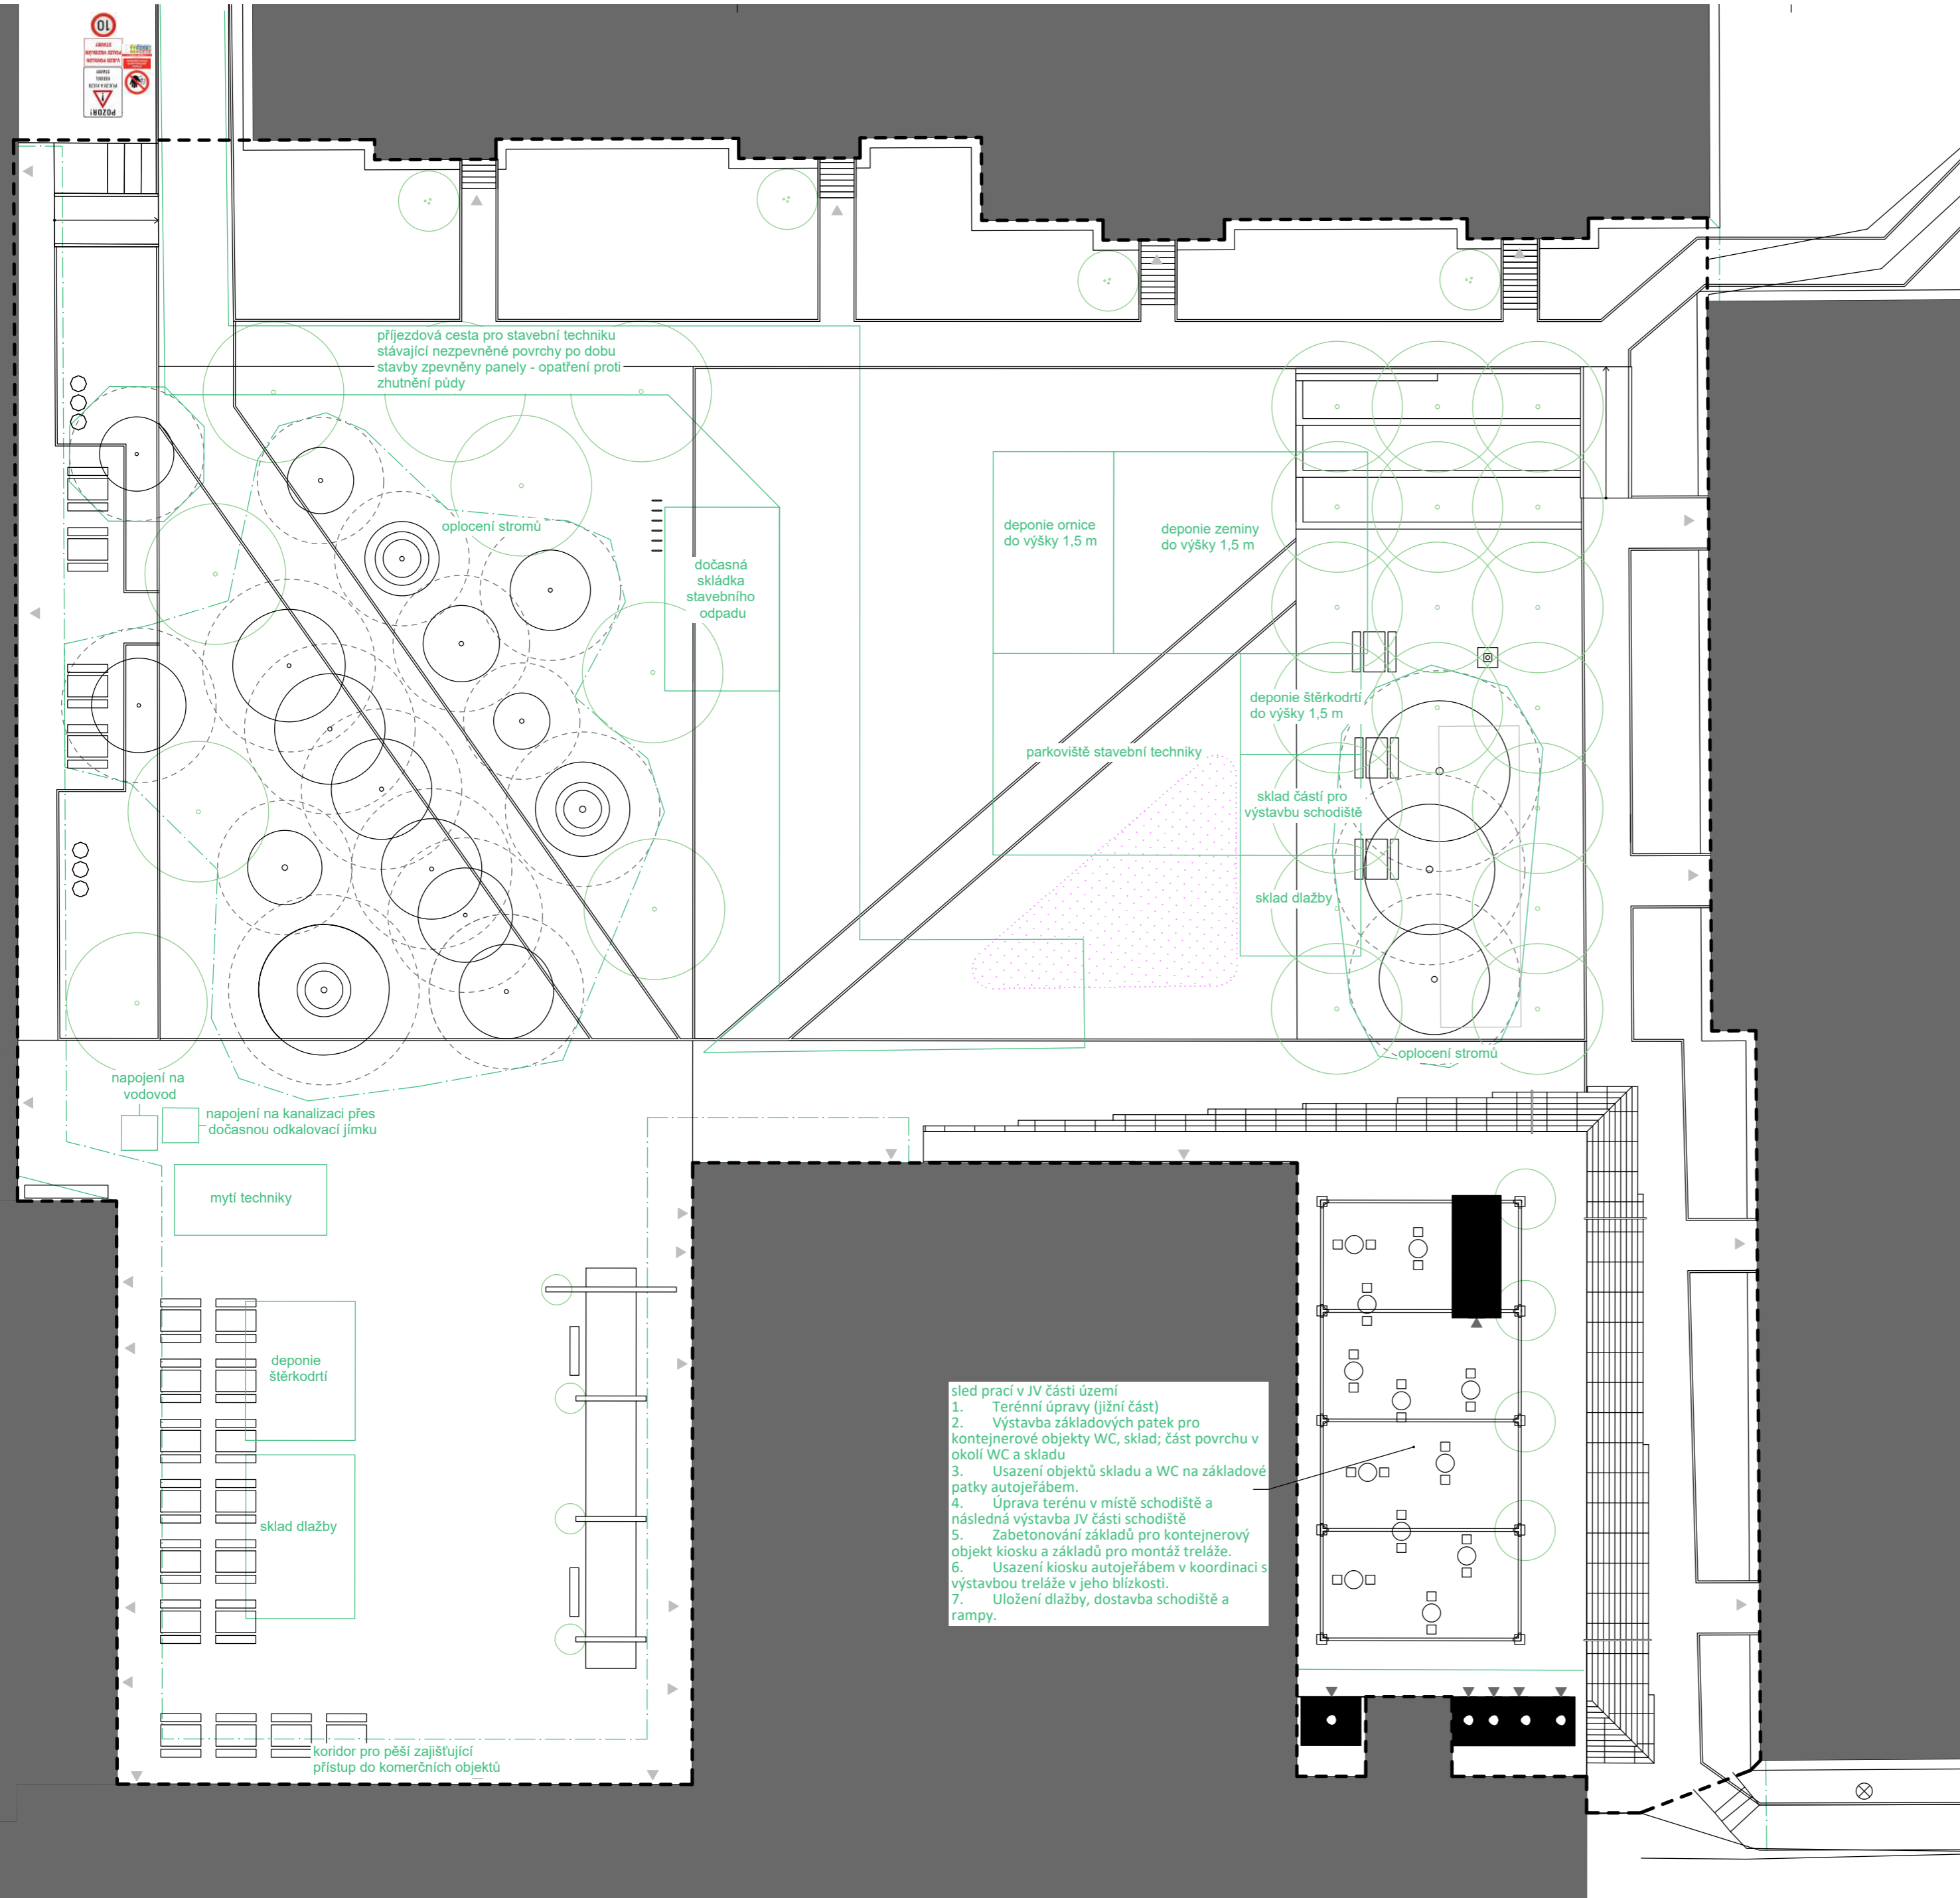 10
POUZE VOZIDLŮM
STAVBY
POZOR!
STAVBY
příjezdová cesta pro stavební techniku
stávající nezpevněné povrchy po dobu
stavby zpevněny panely - opatření proti
zhutnění půdy
oplocení stromů
dočasná
skládka
stavebního
odpadu
deponie ornice
do výšky 1,5 m
deponie zeminy
do výšky 1,5 m
deponie štěrkodrtí
do výšky 1,5 m
parkoviště stavební techniky
sklad částí pro
výstavbu schodiště
sklad dlažby
oplocení stromů
napojení na
vodovod
napojení na kanalizaci přes
dočasnou odkalovací jímku
mytí techniky
deponie
štěrkodrtí
sklad dlažby
koridor pro pěší zajišťující
přístup do komerčních objektů
sled prací v JV části území
1. Terénní úpravy (jižní část)
2. Výstavba základových patek pro
kontejnerové objekty WC, sklad; část povrchu v
okolí WC a skladu
3. Usazení objektů skladu a WC na základové
patky autojeřábem.
4. Úprava terénu v místě schodiště a
následná výstavba JV části schodiště
5. Zabetonování základů pro kontejnerový
objekt kiosku a základů pro montáž treláže.
6. Usazení kiosku autojeřábem v koordinaci s
výstavbou treláže v jeho blízkosti.
7. Uložení dlažby, dostavba schodiště a
rampy.